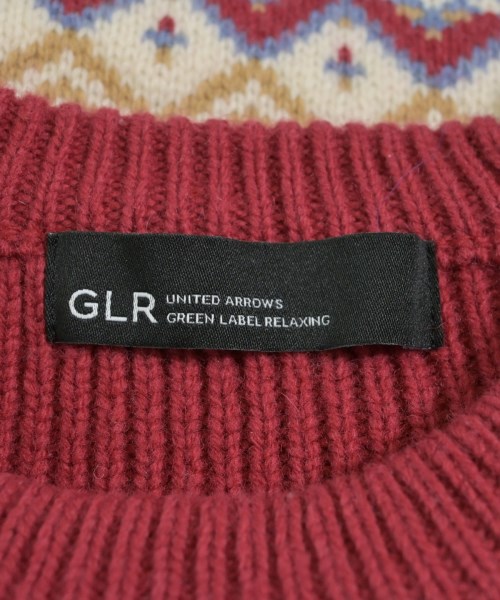 GLR
UNITED ARROWS
GREEN LABEL RELAXING